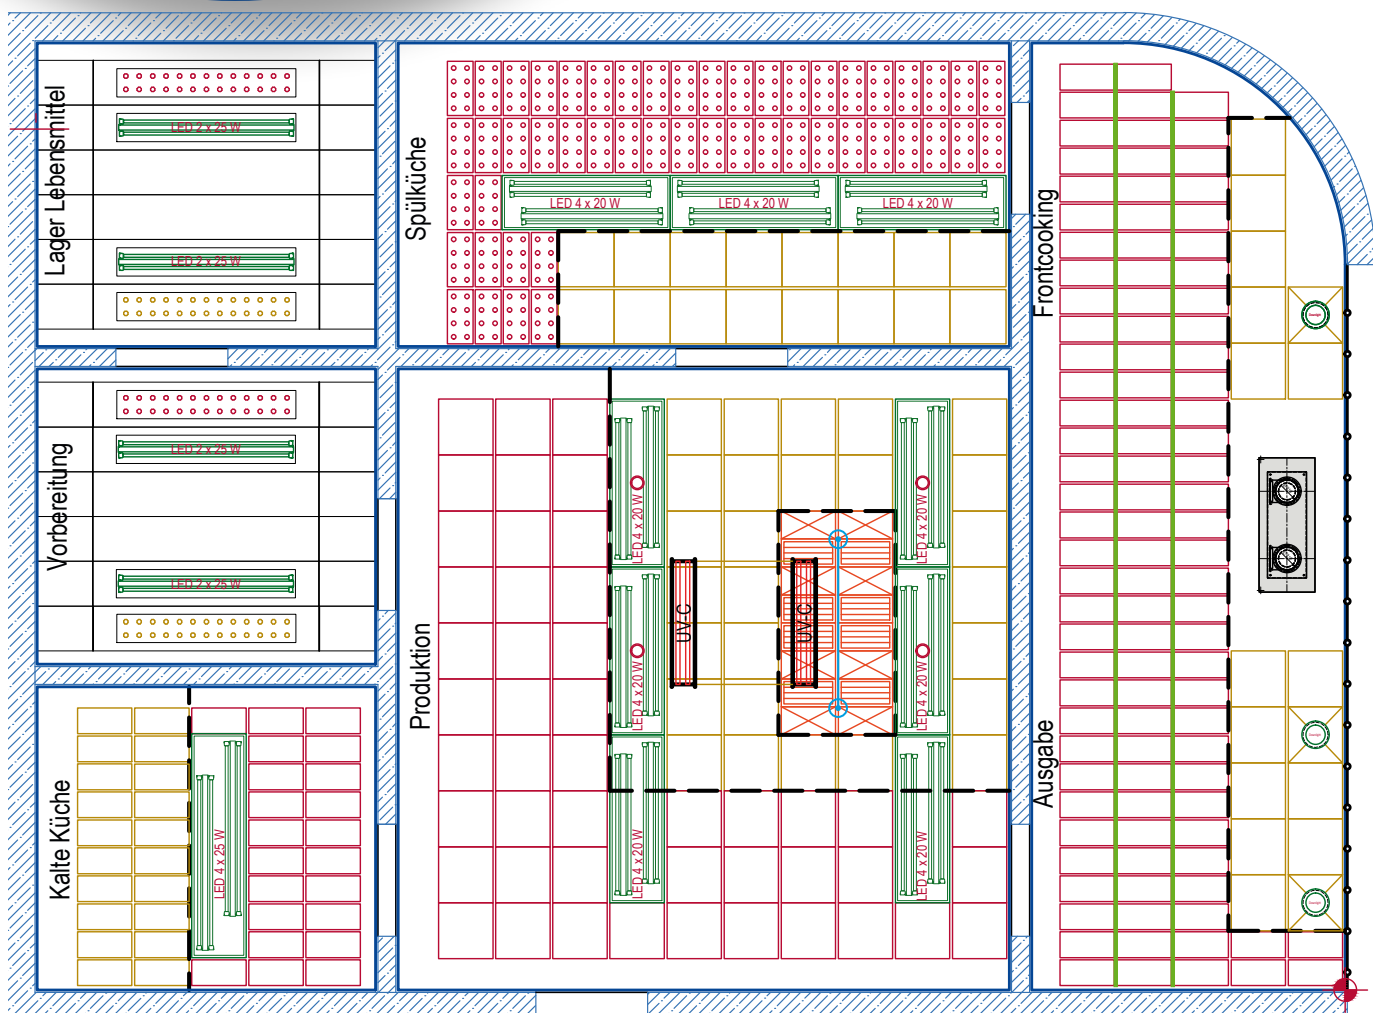 Lager Lebensmittel
LED 2 x 25 W
LED 2 x 25 W
Spülküche
LED 4 x 20 W
LED 4 x 20 W
LED 4 x 20 W
Frontcooking
Vorbereitung
LED 2 x 25 W
LED 2 x 25 W
Produktion
LED 4 x 20 W
LED 4 x 20 W
LED 4 x 20 W
UV-C
UV-C
LED 4 x 20 W
LED 4 x 20 W
LED 4 x 20 W
Ausgabe
Kalte Küche
LED 4 x 25 W